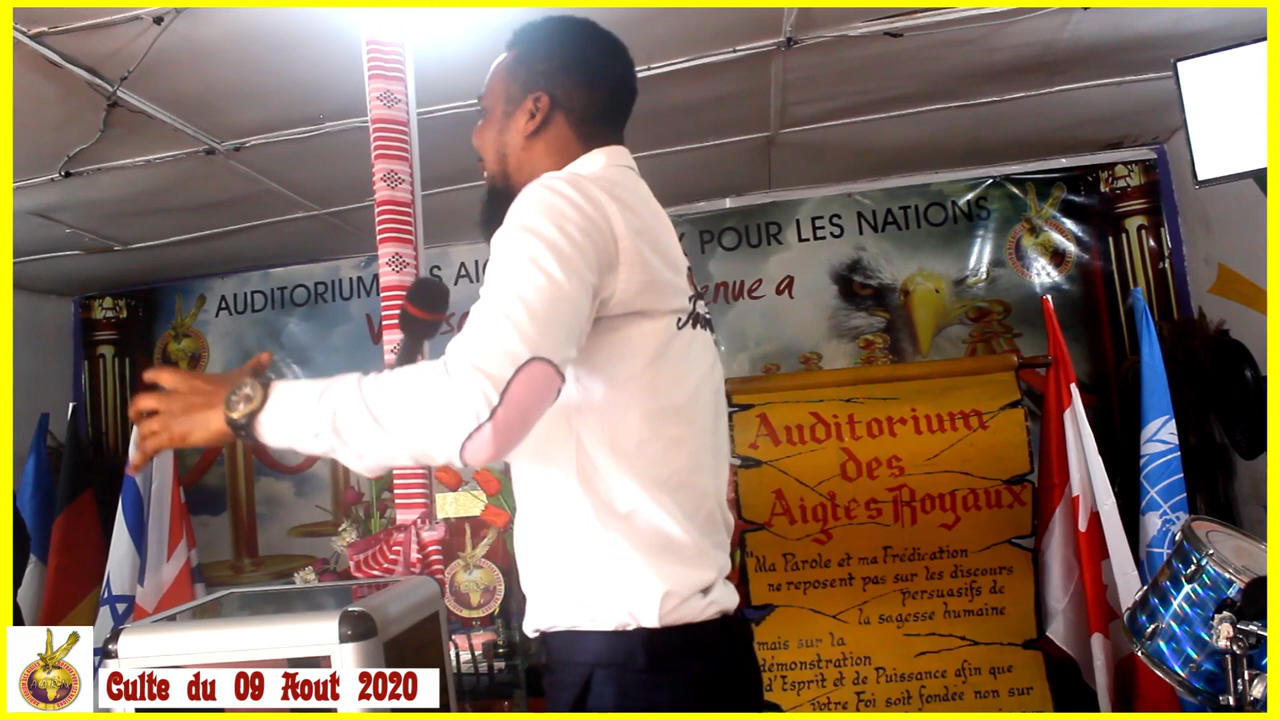 AUDITORIUM POUR LES NATIONS
enue a
Auditorium
des
Aigles Royaux
"Ma Parole et ma Prédication
ne reposent pas sur les discours
persuasifs de
la sagesse humaine
mais sur la
démonstration
d'Esprit et de Puissance afin que
votre Foi soit fondée non sur
Culte du 09 Aout 2020